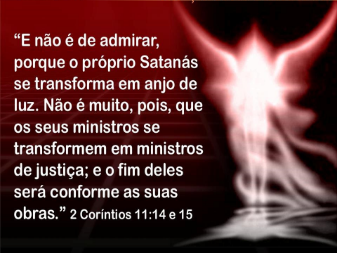 “E não é de admirar,
porque o próprio Satanás
se transforma em anjo de
luz. Não é muito, pois, que
os seus ministros se
transformem em ministros
de justiça; e o fim deles
será conforme as suas
obras.” 2 Coríntios 11:14 e 15